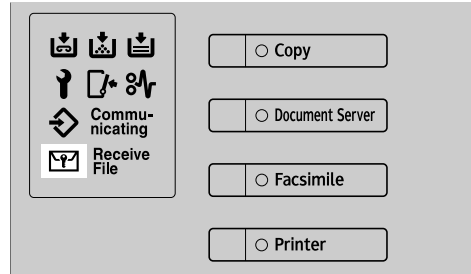 Copy
Document Server
Commu-
nicating
Receive
File
Facsimile
Printer